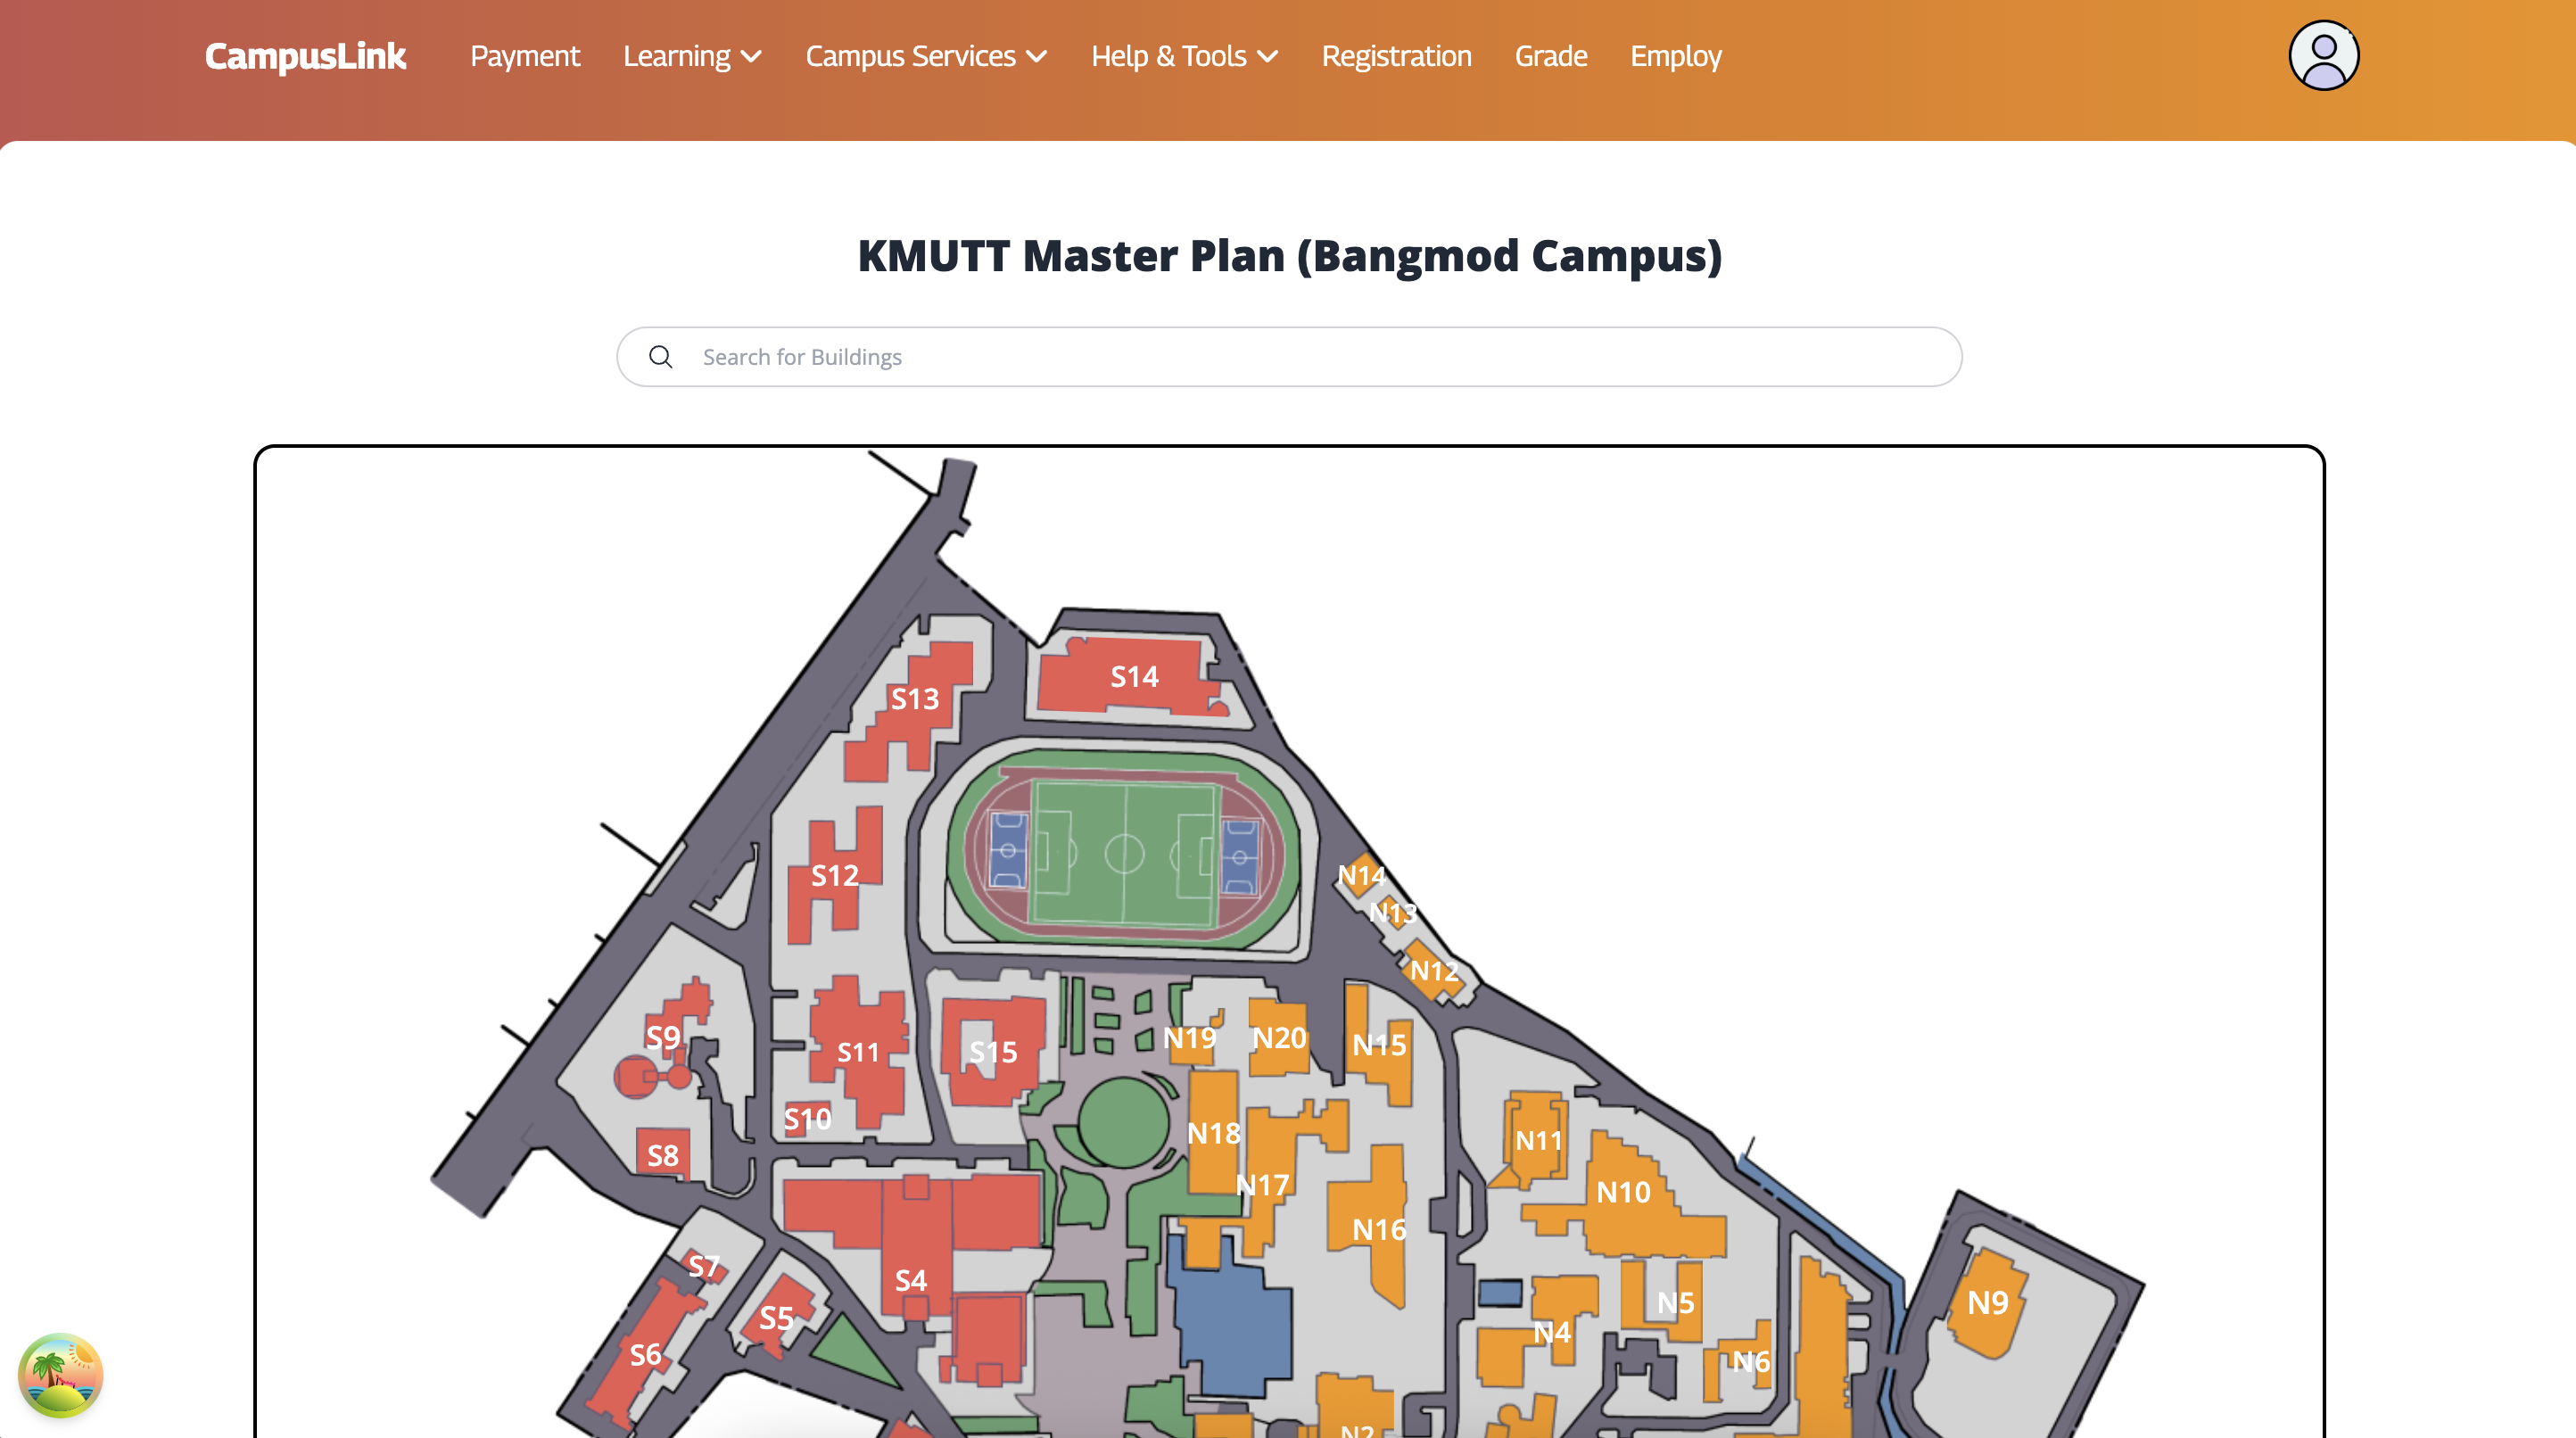 CampusLink Payment Learning Campus Services Help & Tools Registration Grade Employ
KMUTT Master Plan (Bangmod Campus)
Search for Buildings
S14
S13
S12
N14
N13
N12
S9
S11
S15
N19
N20
N15
S10
S8
N18
N11
N17
N10
N16
S7
S4
S5
N5
N9
N4
S6
N6
N2